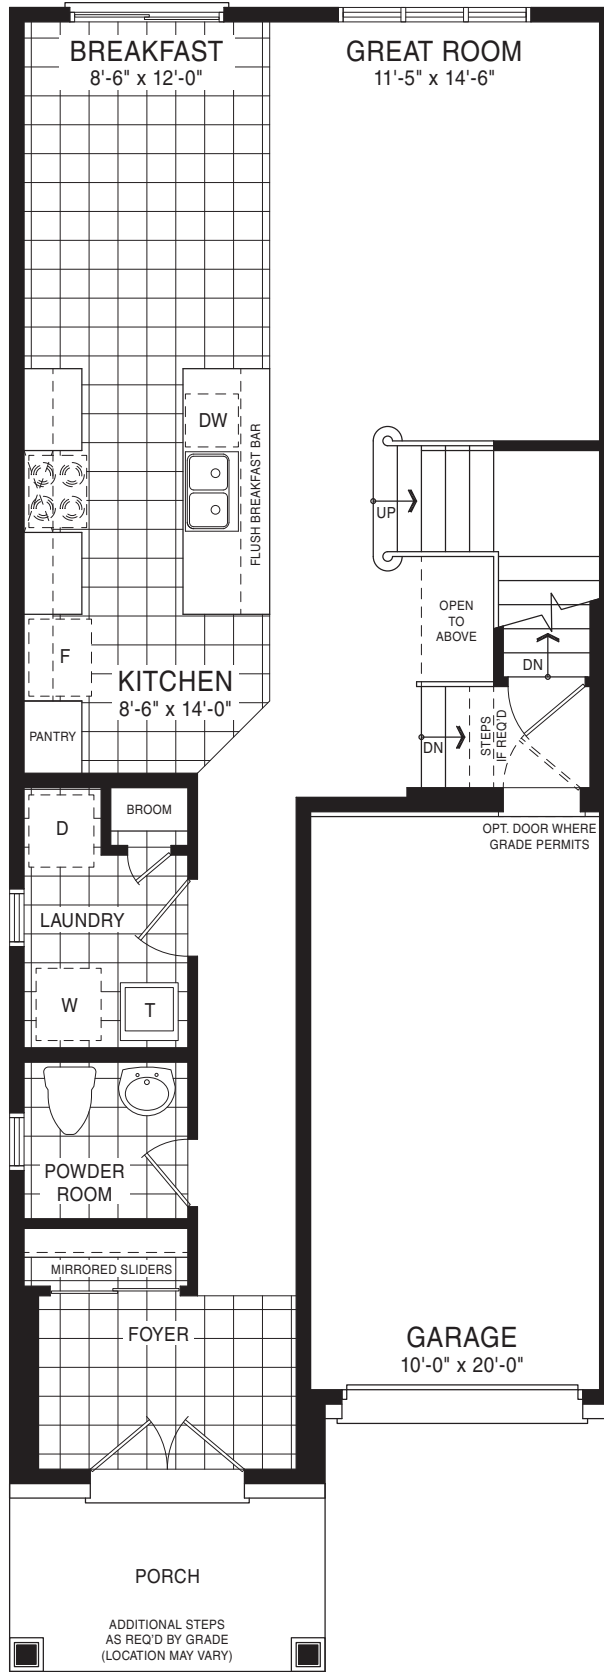 BREAKFAST
8'-6" x 12'-0"
GREAT ROOM
11'-5" x 14'-6"
DW
FLUSH BREAKFAST BAR
UP
OPEN
TO
ABOVE
DN
F
KITCHEN
8'-6" x 14'-0"
PANTRY
DN
STEPS
IF REQ'D
D
BROOM
OPT. DOOR WHERE
GRADE PERMITS
LAUNDRY
W
T
POWDER
ROOM
MIRRORED SLIDERS
FOYER
GARAGE
10'-0" x 20'-0"
PORCH
ADDITIONAL STEPS
AS REQ'D BY GRADE
(LOCATION MAY VARY)